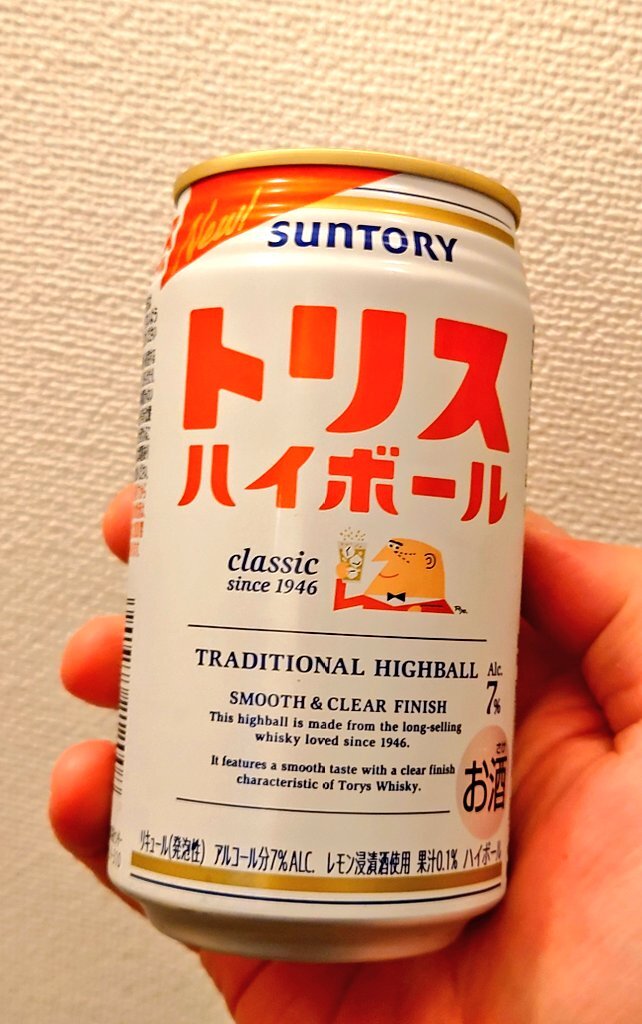 New!
SUNTORY
トリス
ハイボール
classic
since 1946
TRADITIONAL HIGHBALL
Alc.
7%
SMOOTH & CLEAR FINISH
This highball is made from the long-selling
whisky loved since 1946.
It features a smooth taste with a clear finish
characteristic of Torys Whisky.
さけ
お酒
リキュール(発泡性) アルコール分7%ALC. レモン浸漬酒使用 果汁0.1% ハイボール